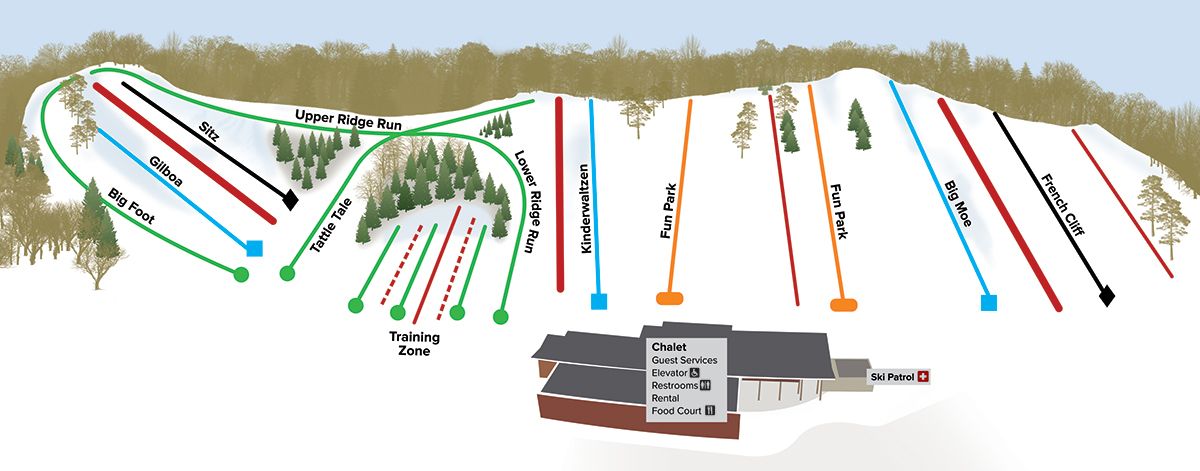 Upper Ridge Run
Sitz
Gilboa
Big Foot
Tattle Tale
Lower Ridge Run
Kinderwaltzen
Fun Park
Fun Park
Big Moe
French Cliff
Training
Zone
Chalet
Guest Services
Elevator
Restrooms
Rental
Food Court
Ski Patrol